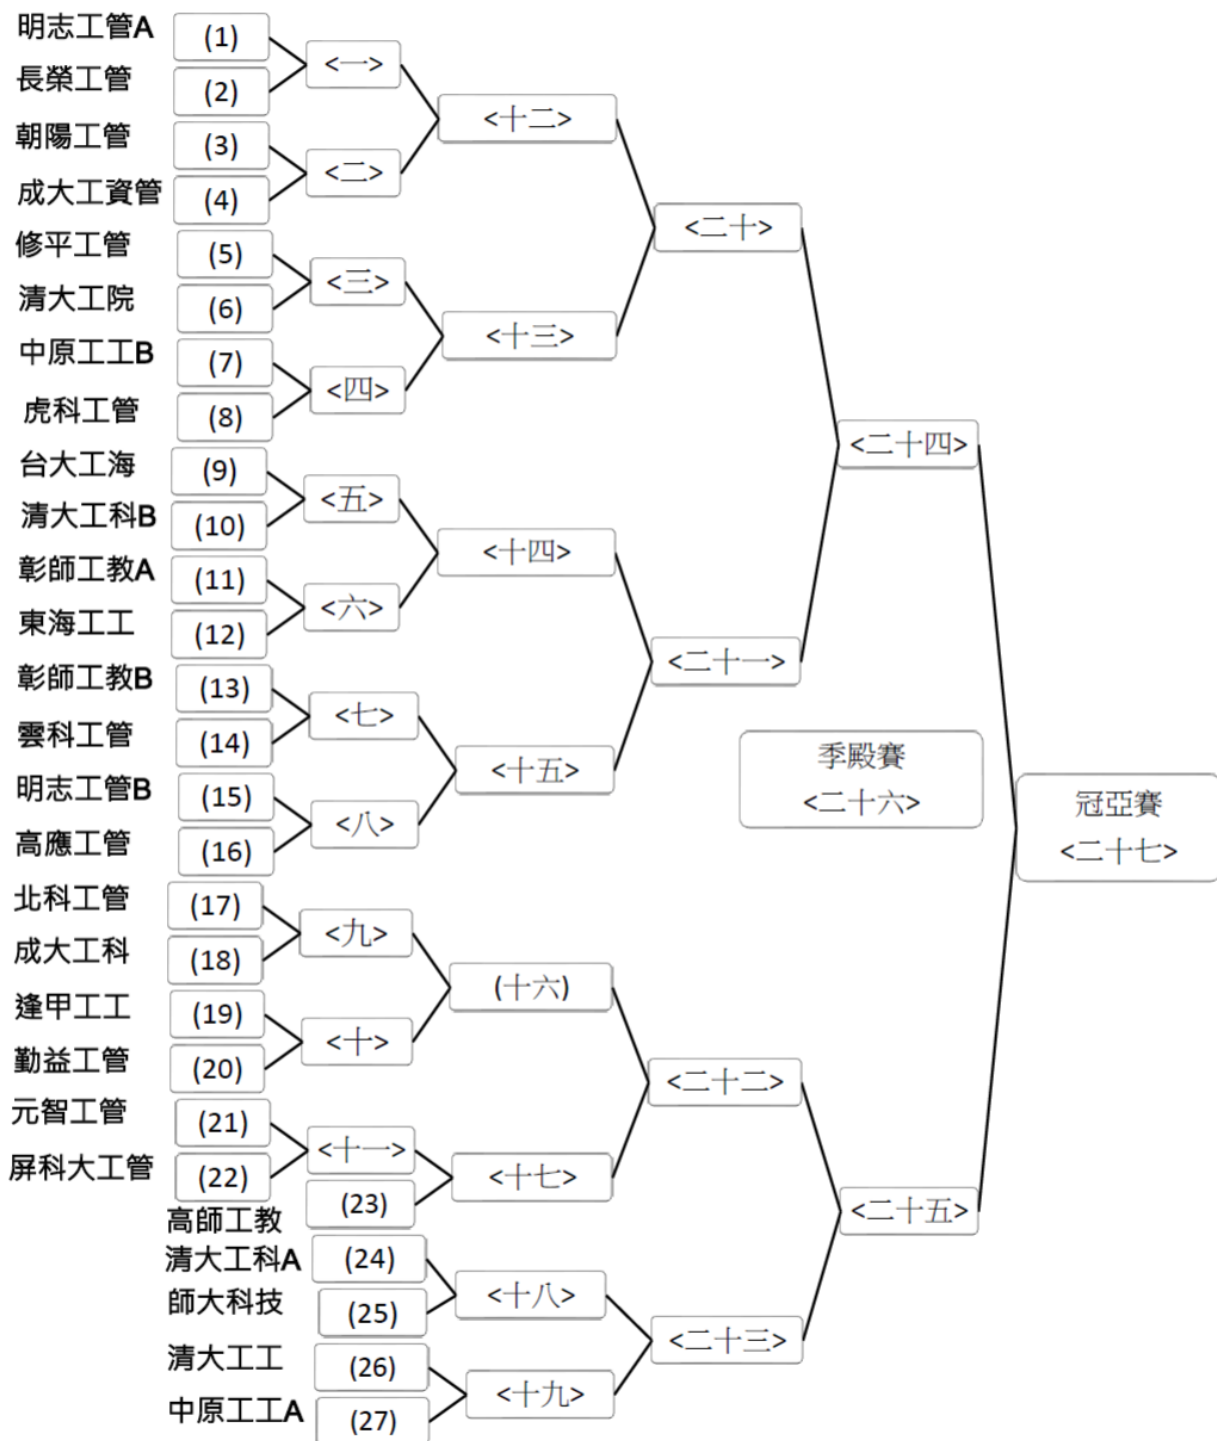 明志工管A
(1)
<一>
長榮工管
(2)
<十二>
朝陽工管
(3)
<二>
成大工資管
(4)
<二十>
修平工管
(5)
<三>
清大工院
(6)
<十三>
中原工工B
(7)
<四>
虎科工管
(8)
<二十四>
台大工海
(9)
<五>
清大工科B
(10)
<十四>
彰師工教A
(11)
<六>
東海工工
(12)
<二十一>
彰師工教B
(13)
<七>
雲科工管
(14)
<十五>
季殿賽
<二十六>
明志工管B
(15)
<八>
高應工管
(16)
冠亞賽
<二十七>
北科工管
(17)
<九>
成大工科
(18)
(十六)
逢甲工工
(19)
<十>
勤益工管
(20)
<二十二>
元智工管
(21)
<十一>
屏科大工管
(22)
<十七>
高師工教
(23)
<二十五>
清大工科A
(24)
<十八>
師大科技
(25)
<二十三>
清大工工
(26)
<十九>
中原工工A
(27)